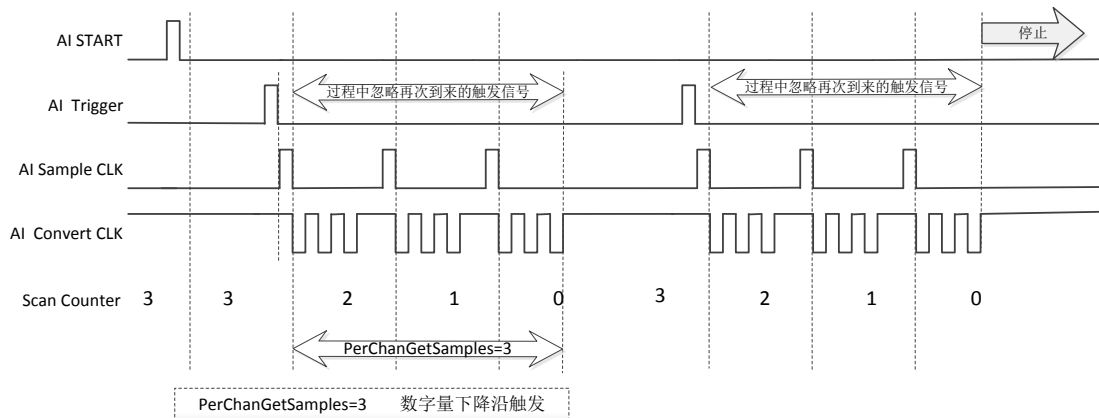 AI START
停止
AI Trigger
过程中忽略再次到来的触发信号
过程中忽略再次到来的触发信号
AI Sample CLK
AI Convert CLK
Scan Counter 3 3 2 1 0 3 2 1 0
PerChanGetSamples=3
PerChanGetSamples=3 数字量下降沿触发